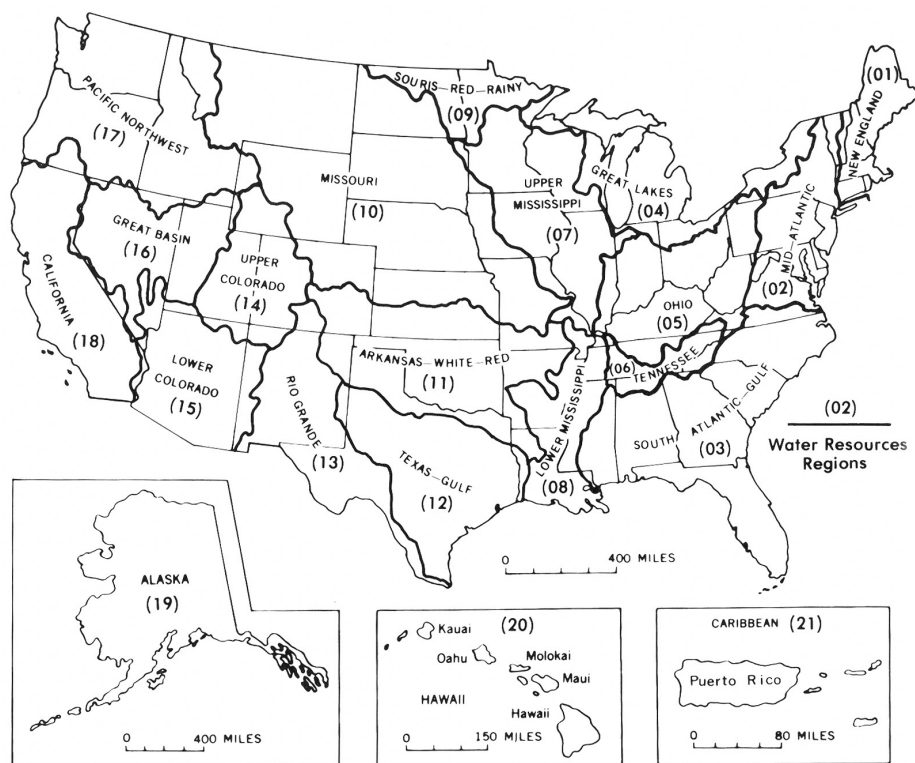 (01)
NEW ENGLAND
SOURIS-RED-RAINY
(09)
PACIFIC NORTHWEST
(17)
MISSOURI
(10)
UPPER
MISSISSIPPI
(07)
GREAT LAKES
(04)
MID-ATLANTIC
(02)
GREAT BASIN
(16)
UPPER
COLORADO
(14)
OHIO
(05)
CALIFORNIA
(18)
LOWER
COLORADO
(15)
ARKANSAS-WHITE-RED
(11)
(06)
TENNESSEE
RIO GRANDE
(13)
TEXAS-GULF
(12)
LOWER MISSISSIPPI
(08)
SOUTH ATLANTIC-GULF
(03)
(02)
Water Resources
Regions
0 400 MILES
ALASKA
(19)
0 400 MILES
(20)
Kauai
Oahu
Molokai
Maui
HAWAII
Hawaii
0 150 MILES
CARIBBEAN (21)
Puerto Rico
0 80 MILES